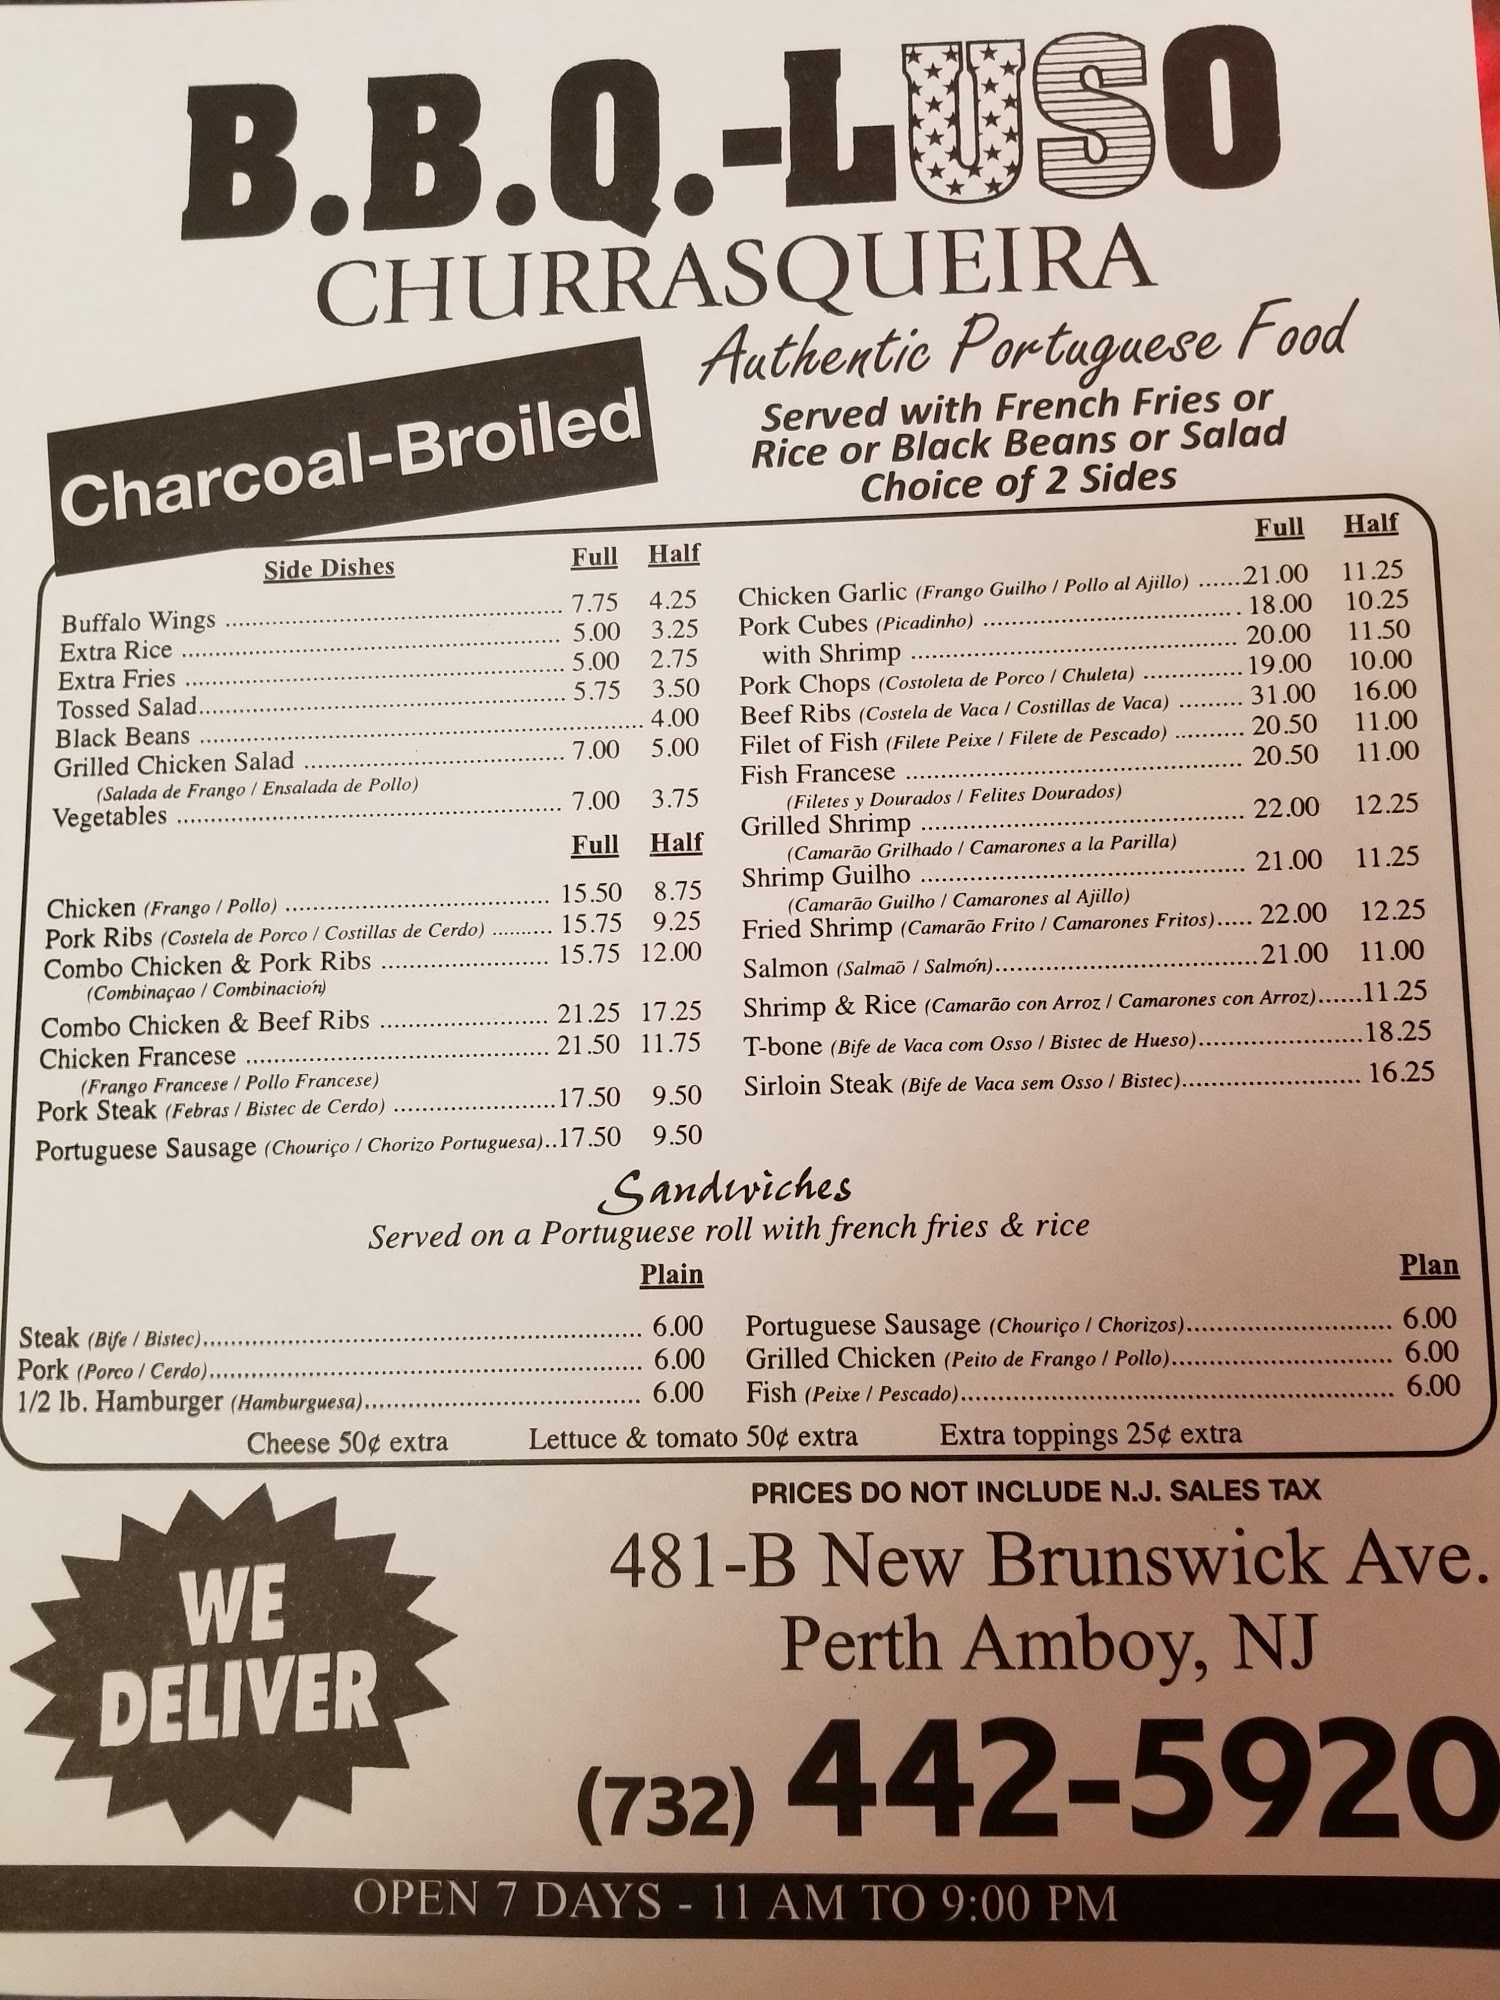 B.B.Q.-LUSO
CHURRASQUEIRA
Authentic Portuguese Food
Charcoal-Broiled
Served with French Fries or
Rice or Black Beans or Salad
Choice of 2 Sides
Side Dishes Full Half
Buffalo Wings 7.75 4.25
Extra Rice 5.00 3.25
Extra Fries 5.00 2.75
Tossed Salad 5.75 3.50
Black Beans 4.00
Grilled Chicken Salad 7.00 5.00
(Salada de Frango / Ensalada de Pollo)
Vegetables 7.00 3.75
Full Half
Chicken (Frango / Pollo) 15.50 8.75
Pork Ribs (Costela de Porco / Costillas de Cerdo) 15.75 9.25
Combo Chicken & Pork Ribs 15.75 12.00
(Combinaçao / Combinación)
Combo Chicken & Beef Ribs 21.25 17.25
Chicken Francese 21.50 11.75
(Frango Francese / Pollo Francese)
Pork Steak (Febras / Bistec de Cerdo) 17.50 9.50
Portuguese Sausage (Chouriço / Chorizo Portuguesa) 17.50 9.50
Full Half
Chicken Garlic (Frango Guilho / Pollo al Ajillo) 21.00 11.25
Pork Cubes (Picadinho) 18.00 10.25
with Shrimp 20.00 11.50
Pork Chops (Costoleta de Porco / Chuleta) 19.00 10.00
Beef Ribs (Costela de Vaca / Costillas de Vaca) 31.00 16.00
Filet of Fish (Filete Peixe / Filete de Pescado) 20.50 11.00
Fish Francese 20.50 11.00
(Filetes y Dourados / Felites Dourados)
Grilled Shrimp 22.00 12.25
(Camarão Grilhado / Camarones a la Parilla)
Shrimp Guilho 21.00 11.25
(Camarão Guilho / Camarones al Ajillo)
Fried Shrimp (Camarão Frito / Camarones Fritos) 22.00 12.25
Salmon (Salmaõ / Salmón) 21.00 11.00
Shrimp & Rice (Camarão con Arroz / Camarones con Arroz) 11.25
T-bone (Bife de Vaca com Osso / Bistec de Hueso) 18.25
Sirloin Steak (Bife de Vaca sem Osso / Bistec) 16.25
Sandwiches
Served on a Portuguese roll with french fries & rice
Plain
Steak (Bife / Bistec) 6.00
Pork (Porco / Cerdo) 6.00
1/2 lb. Hamburger (Hamburguesa) 6.00
Plan
Portuguese Sausage (Chouriço / Chorizos) 6.00
Grilled Chicken (Peito de Frango / Pollo) 6.00
Fish (Peixe / Pescado) 6.00
Cheese 50¢ extra Lettuce & tomato 50¢ extra Extra toppings 25¢ extra
PRICES DO NOT INCLUDE N.J. SALES TAX
WE
DELIVER
481-B New Brunswick Ave.
Perth Amboy, NJ
(732) 442-5920
OPEN 7 DAYS - 11 AM TO 9:00 PM